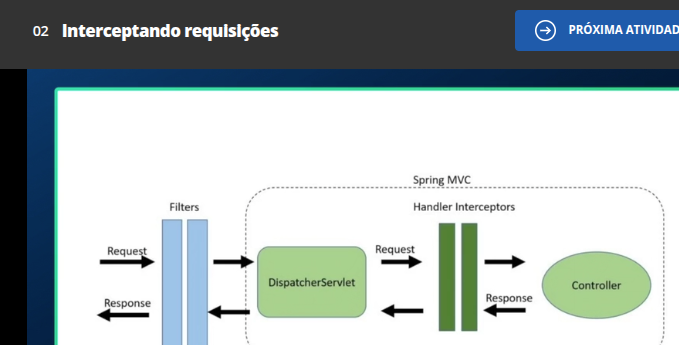 02 Interceptando requisições
PRÓXIMA ATIVIDAD
Spring MVC
Filters
Handler Interceptors
Request
Request
DispatcherServlet
Controller
Response
Response